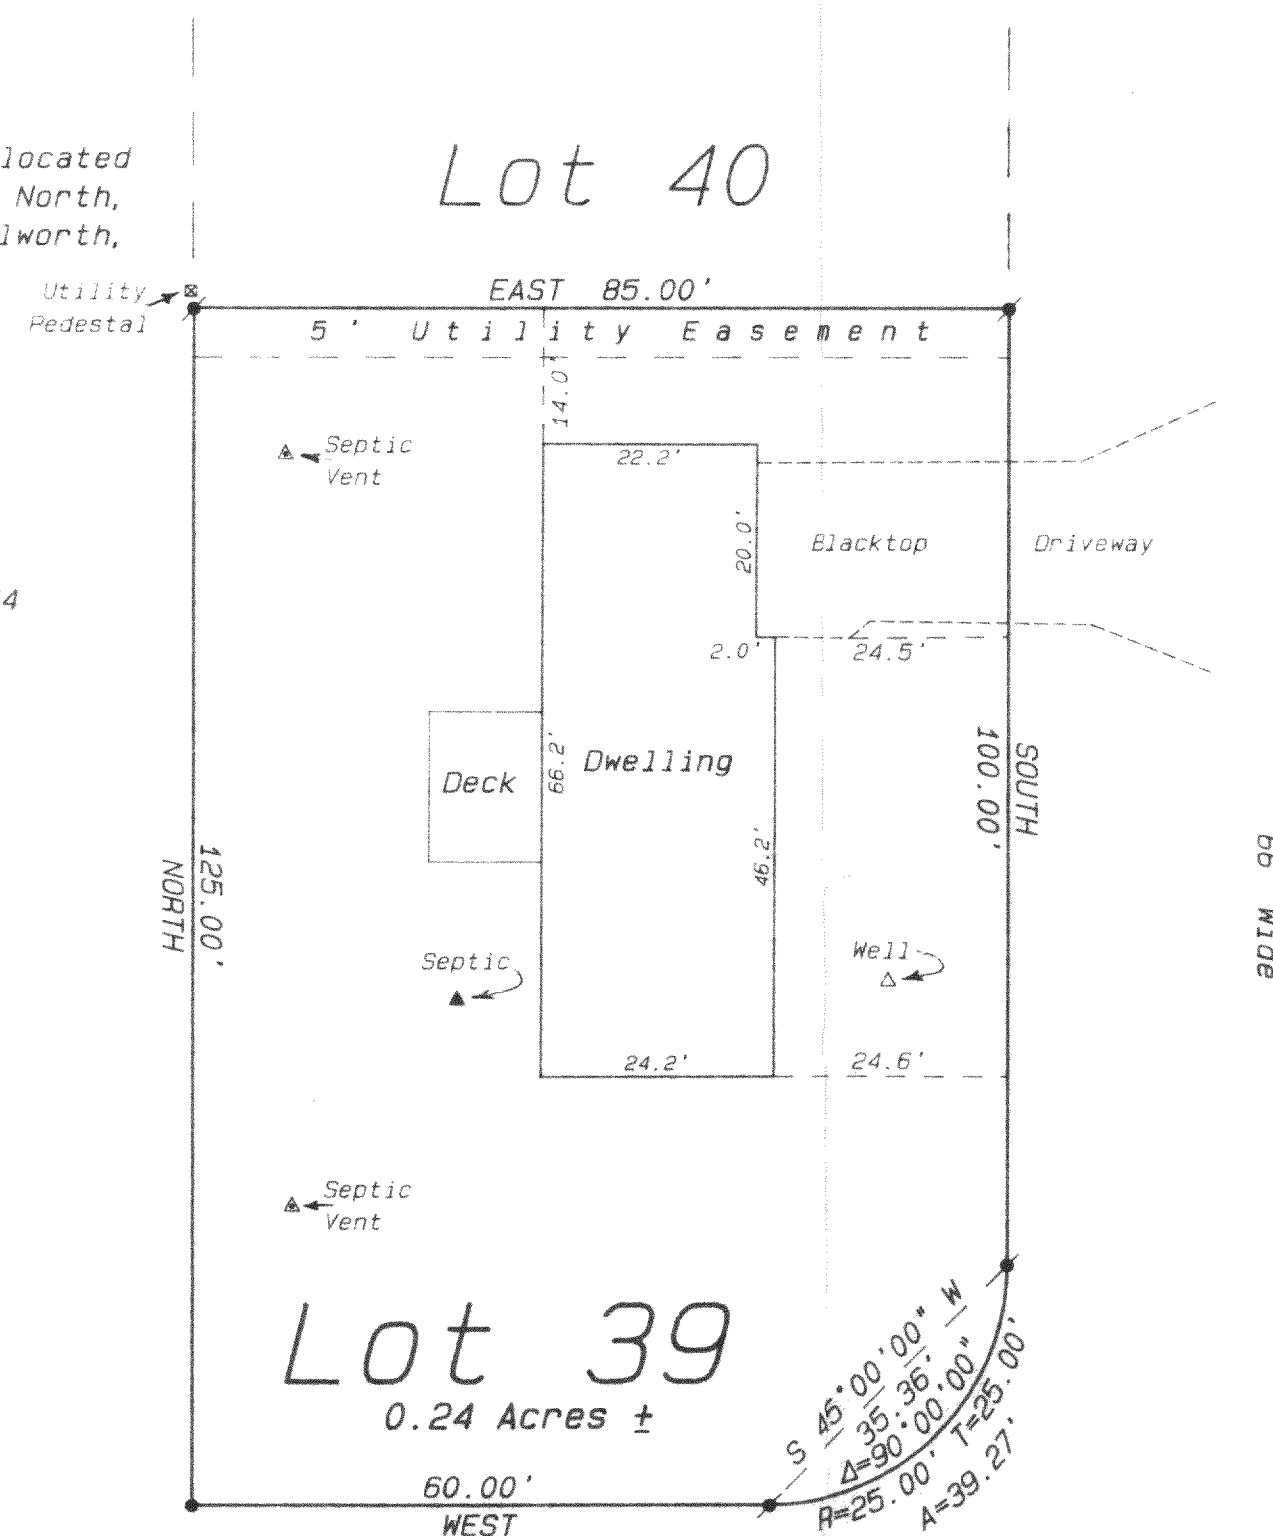 located
North,
lworth,
Lot 40
Utility
Pedestal
EAST 85.00'
5' Utility Easement
14.0'
Septic
Vent
22.2'
20.0'
Blacktop
Driveway
4
2.0'
24.5'
SOUTH
100.00'
Deck
66.2'
Dwelling
46.2'
125.00'
NORTH
Septic
Well
24.2'
24.6'
Septic
Vent
Lot 39
0.24 Acres ±
S 45°00'00" W
35.36'
Δ=90°00'00"
R=25.00' T=25.00'
A=39.27'
60.00'
WEST